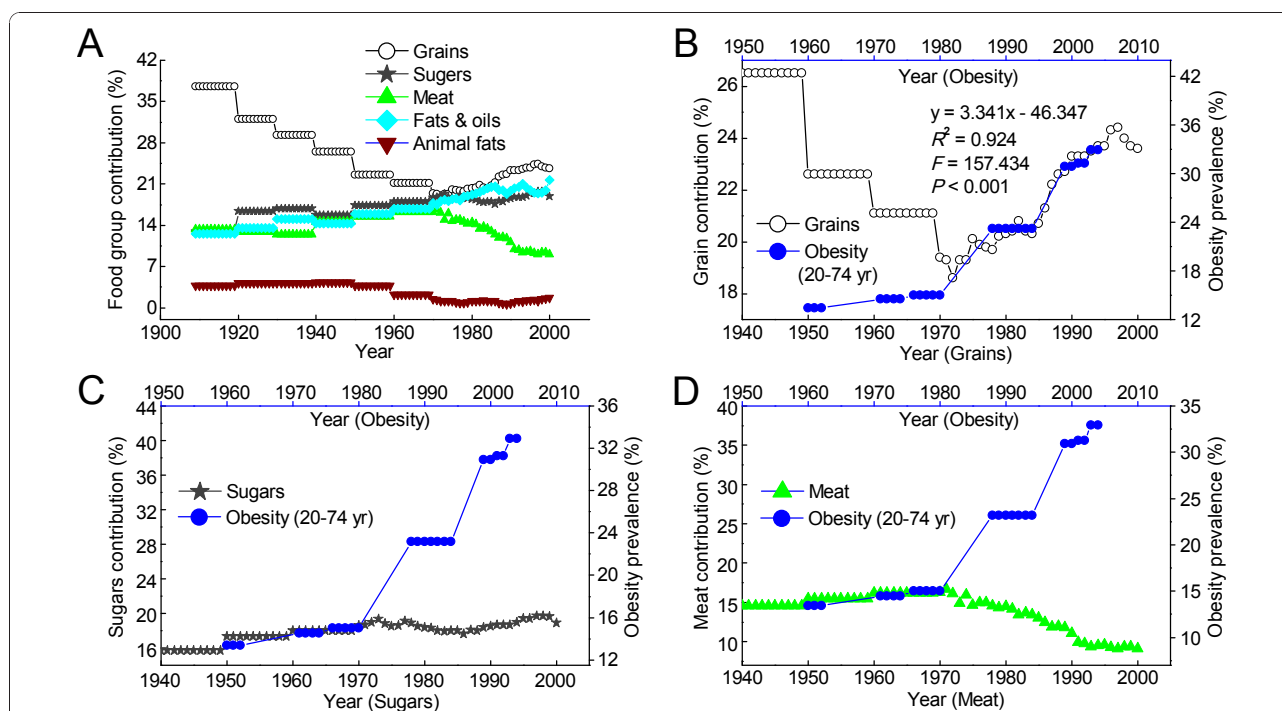 A
Grains
Sugers
Meat
Fats & oils
Animal fats
42
35
28
21
14
7
0
Food group contribution (%)
1900 1920 1940 1960 1980 2000
Year
B
1950 1960 1970 1980 1990 2000 2010
Year (Obesity)
26
24
22
20
18
Grain contribution (%)
y = 3.341x - 46.347
R² = 0.924
F = 157.434
P < 0.001
Grains
Obesity
(20-74 yr)
42
36
30
24
18
12
Obesity prevalence (%)
1940 1950 1960 1970 1980 1990 2000
Year (Grains)
C
1950 1960 1970 1980 1990 2000 2010
Year (Obesity)
44
40
36
32
28
24
20
16
Sugars contribution (%)
Sugars
Obesity (20-74 yr)
36
32
28
24
20
16
12
Obesity prevalence (%)
1940 1950 1960 1970 1980 1990 2000
Year (Sugars)
D
1950 1960 1970 1980 1990 2000 2010
Year (Obesity)
40
35
30
25
20
15
10
Meat contribution (%)
Meat
Obesity (20-74 yr)
35
30
25
20
15
10
Obesity prevalence (%)
1940 1950 1960 1970 1980 1990 2000
Year (Meat)